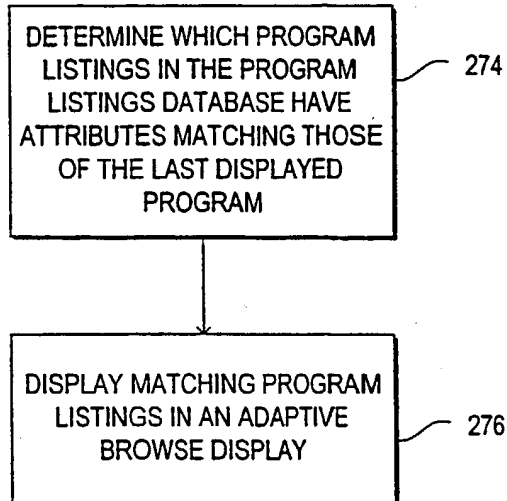 DETERMINE WHICH PROGRAM
LISTINGS IN THE PROGRAM
LISTINGS DATABASE HAVE
ATTRIBUTES MATCHING THOSE
OF THE LAST DISPLAYED
PROGRAM
274
DISPLAY MATCHING PROGRAM
LISTINGS IN AN ADAPTIVE
BROWSE DISPLAY
276